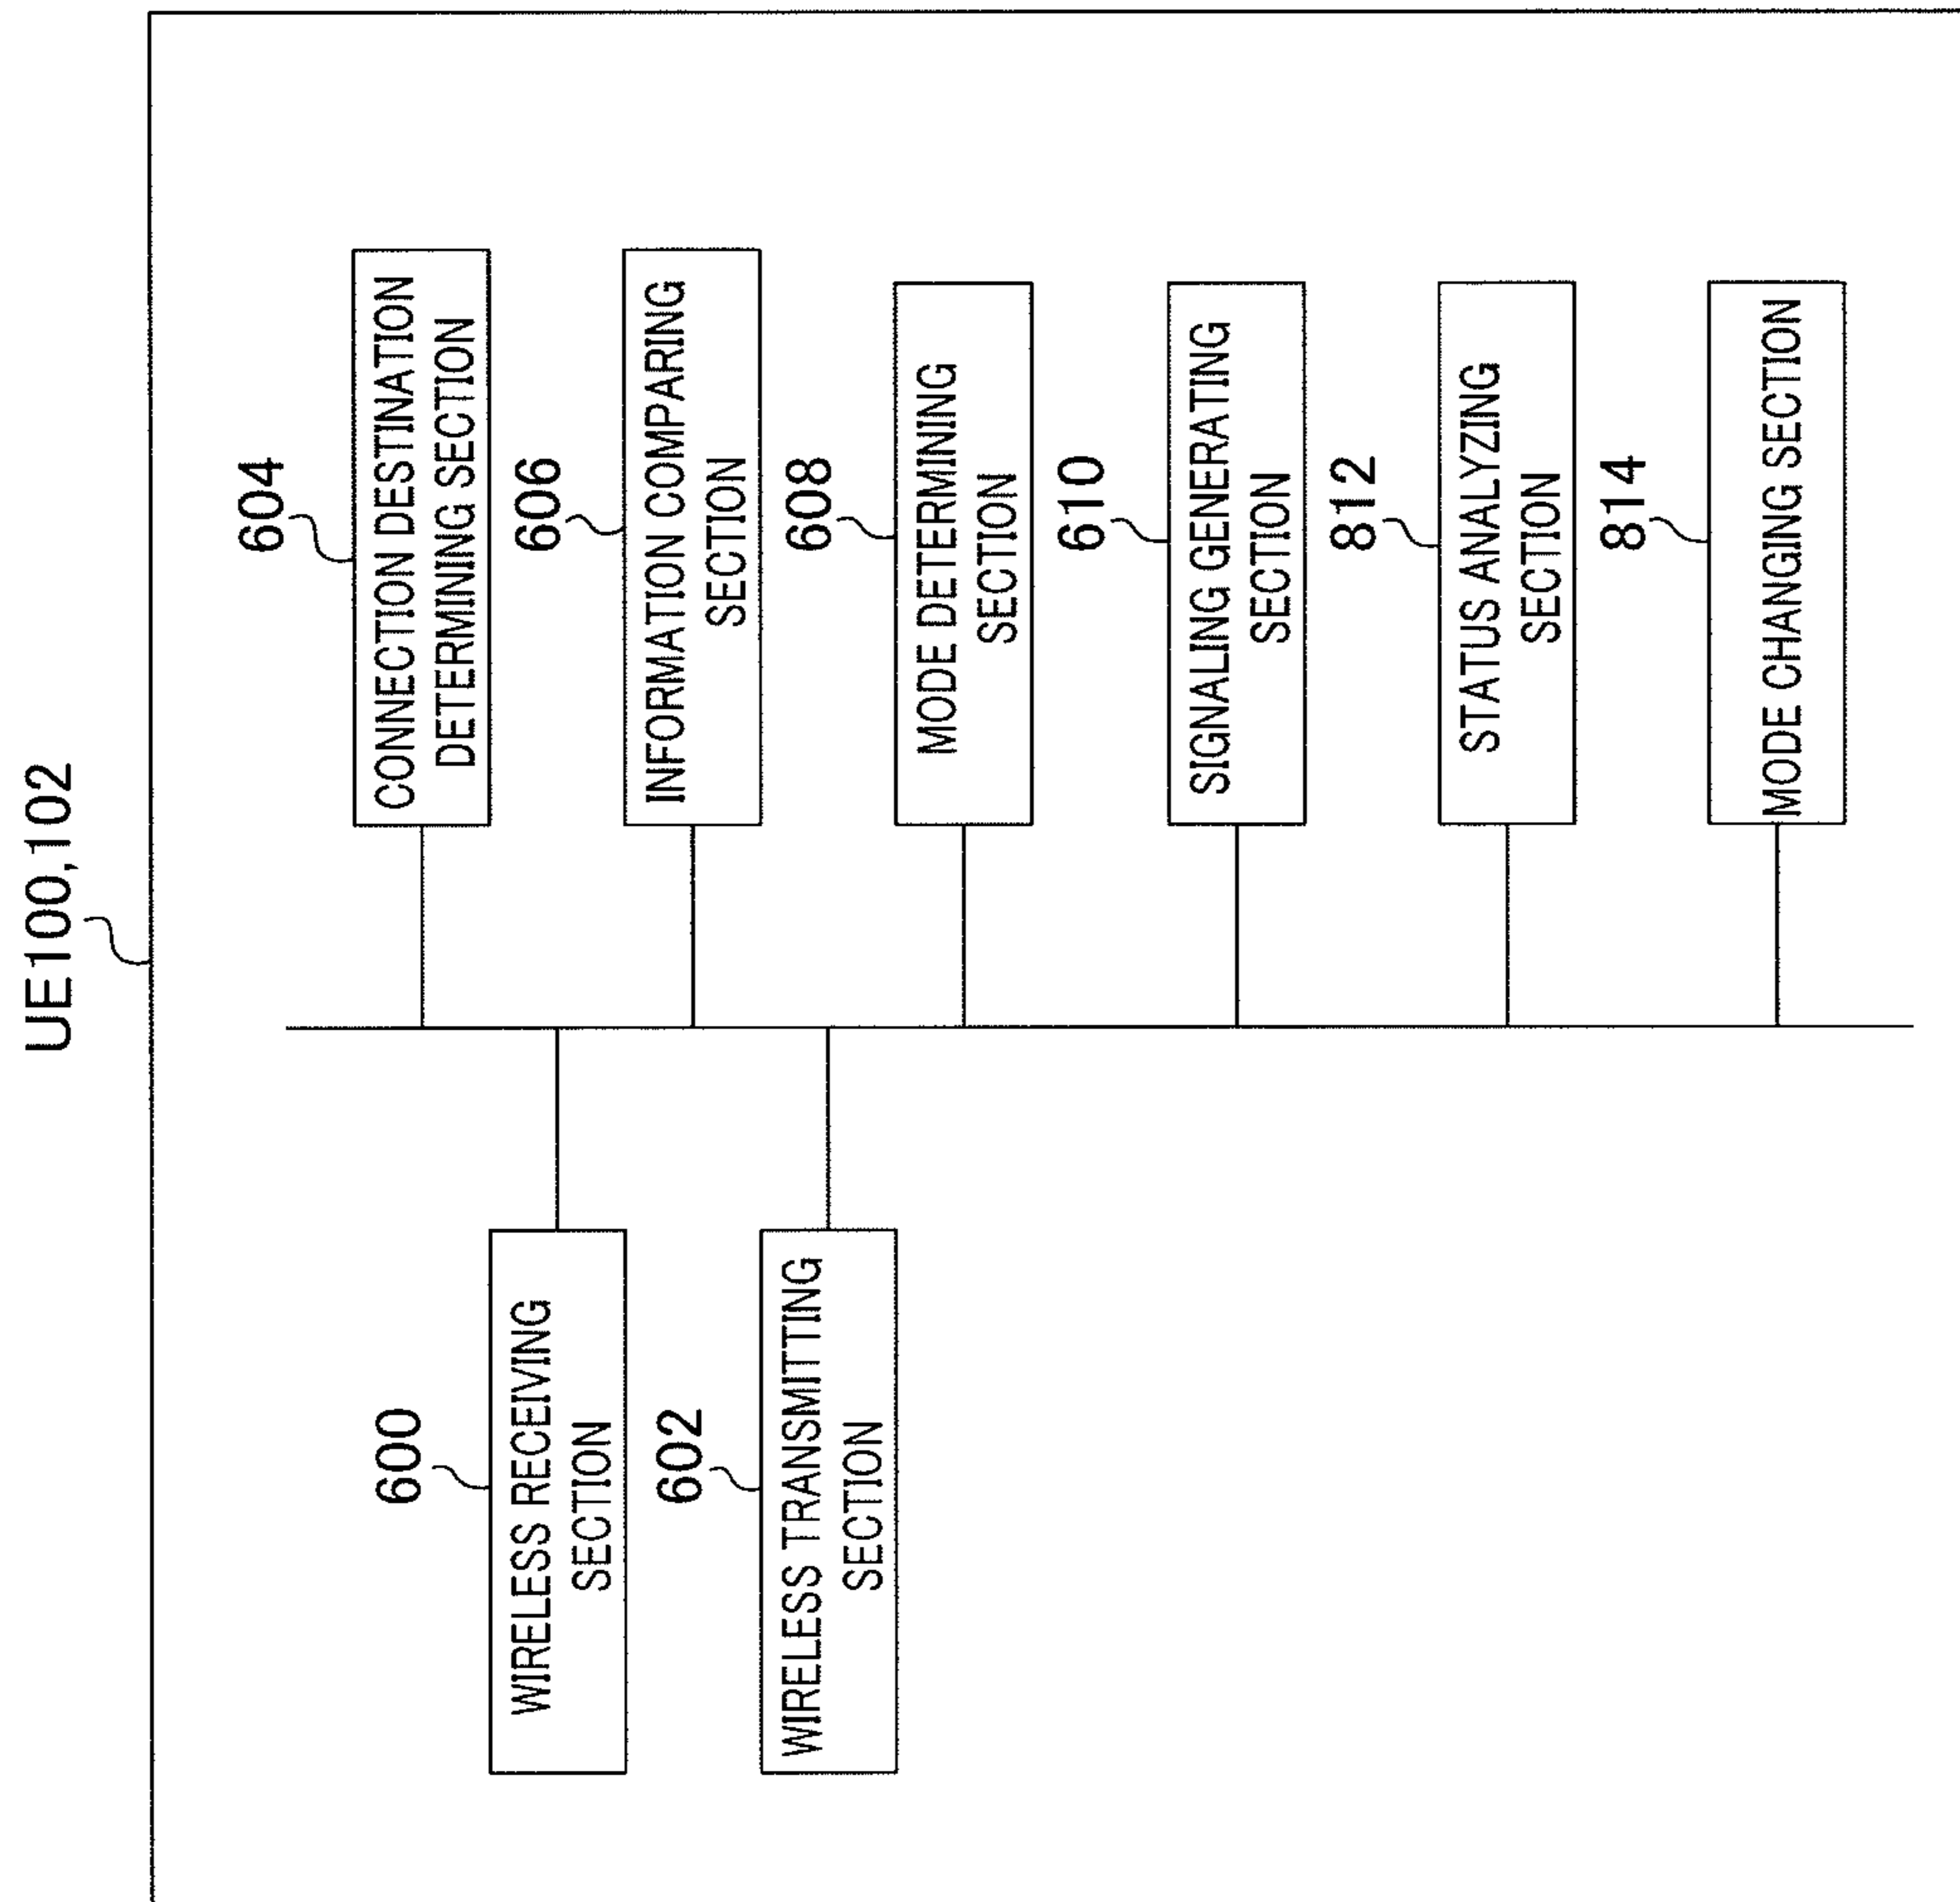 UE100,102
600
WIRELESS RECEIVING
SECTION
602
WIRELESS TRANSMITTING
SECTION
604
CONNECTION DESTINATION
DETERMINING SECTION
606
INFORMATION COMPARING
SECTION
608
MODE DETERMINING
SECTION
610
SIGNALING GENERATING
SECTION
812
STATUS ANALYZING
SECTION
814
MODE CHANGING SECTION